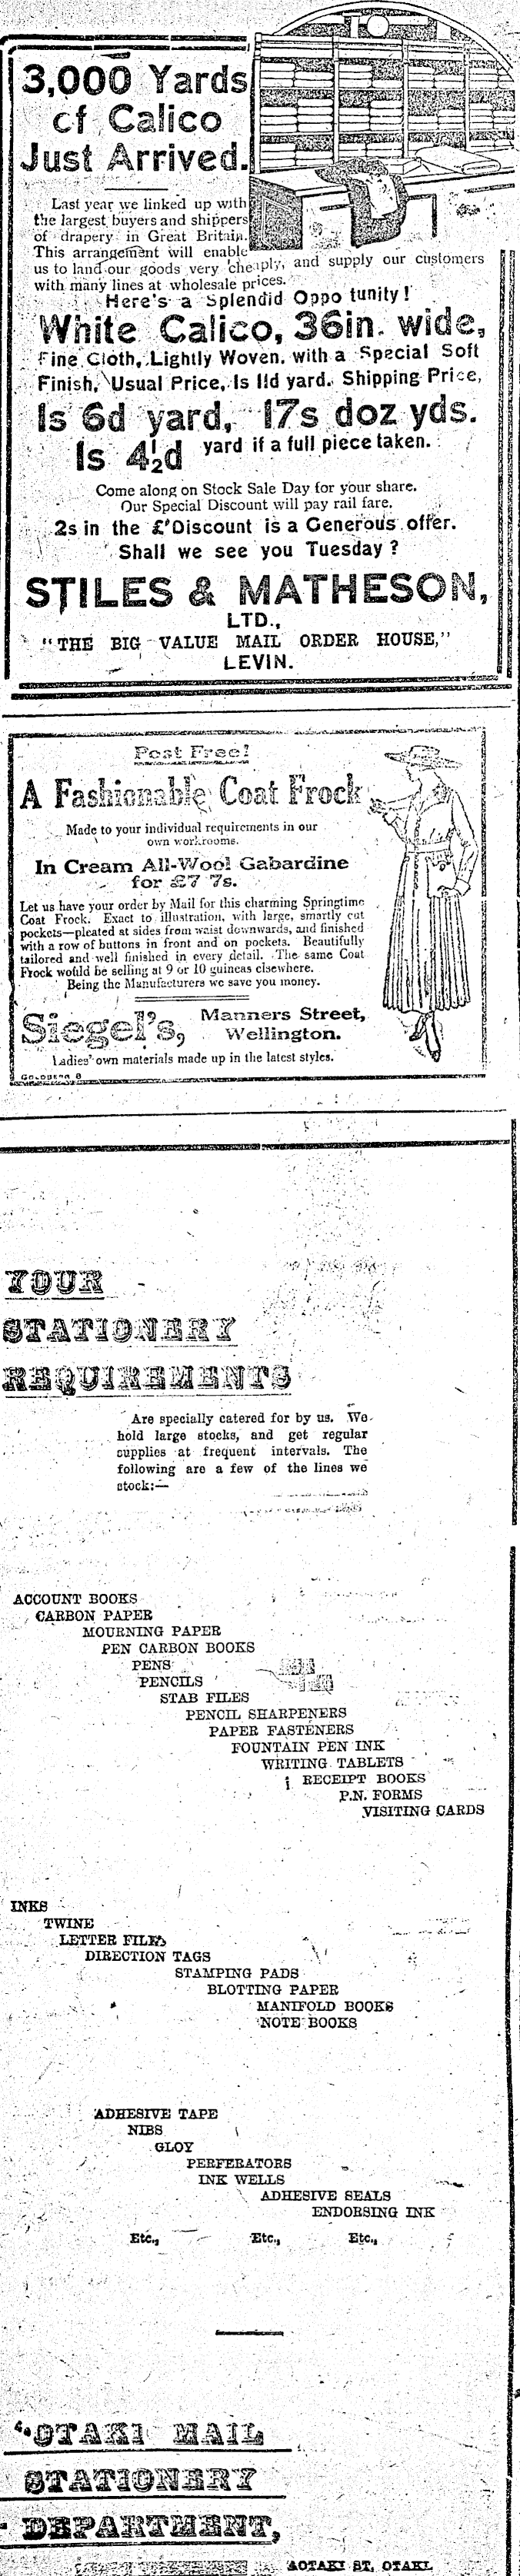 3,000 Yards
of Calico
Just Arrived.
Last year we linked up with
the largest buyers and shippers
of drapery in Great Britain.
This arrangement will enable
us to land our goods very cheaply, and supply our customers
with many lines at wholesale prices.
Here's a Splendid Oppo tunity!
White Calico, 36in. wide,
Fine Cloth, Lightly Woven, with a Special Soft
Finish, Usual Price, 1s 11d yard. Shipping Price,
1s 6d yard, 17s doz yds.
1s 4½d yard if a full piece taken.
Come along on Stock Sale Day for your share.
Our Special Discount will pay rail fare.
2s in the £ Discount is a Generous offer.
Shall we see you Tuesday?
STILES & MATHESON,
LTD.,
"THE BIG VALUE MAIL ORDER HOUSE,"
LEVIN.
Post Free!
A Fashionable Coat Frock
Made to your individual requirements in our
own workrooms.
In Cream All-Wool Gabardine
for £7 7s.
Let us have your order by Mail for this charming Springtime
Coat Frock. Exact to illustration, with large, smartly cut
pockets—pleated at sides from waist downwards, and finished
with a row of buttons in front and on pockets. Beautifully
tailored and well finished in every detail. The same Coat
Frock would be selling at 9 or 10 guineas elsewhere.
Being the Manufacturers we save you money.
Siegel's, Manners Street,
Wellington.
Ladies' own materials made up in the latest styles.
Goldberg 8
YOUR
STATIONERY
REQUIREMENTS
Are specially catered for by us. We
hold large stocks, and get regular
supplies at frequent intervals. The
following are a few of the lines we
stock:—
ACCOUNT BOOKS
CARBON PAPER
MOURNING PAPER
PEN CARBON BOOKS
PENS
PENCILS
STAB FILES
PENCIL SHARPENERS
PAPER FASTENERS
FOUNTAIN PEN INK
WRITING TABLETS
RECEIPT BOOKS
P.N. FORMS
VISITING CARDS
INKS
TWINE
LETTER FILES
DIRECTION TAGS
STAMPING PADS
BLOTTING PAPER
MANIFOLD BOOKS
NOTE BOOKS
ADHESIVE TAPE
NIBS
GLOY
PERFERATORS
INK WELLS
ADHESIVE SEALS
ENDORSING INK
Etc., Etc., Etc.,
"OTAKI MAIL
STATIONERY
DEPARTMENT,
AOTAKI ST, OTAKI.